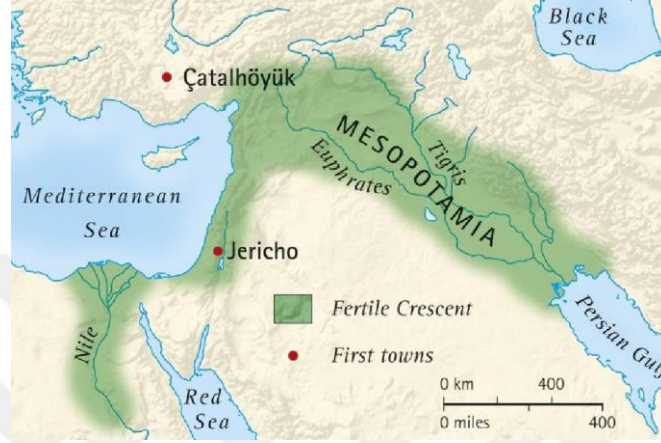 Black
Sea
Çatalhöyük
MESOPOTAMIA
Tigris
Euphrates
Mediterranean
Sea
Jericho
Fertile Crescent
Persian Gulf
Nile
First towns
Red
Sea
0 km 400
0 miles 400